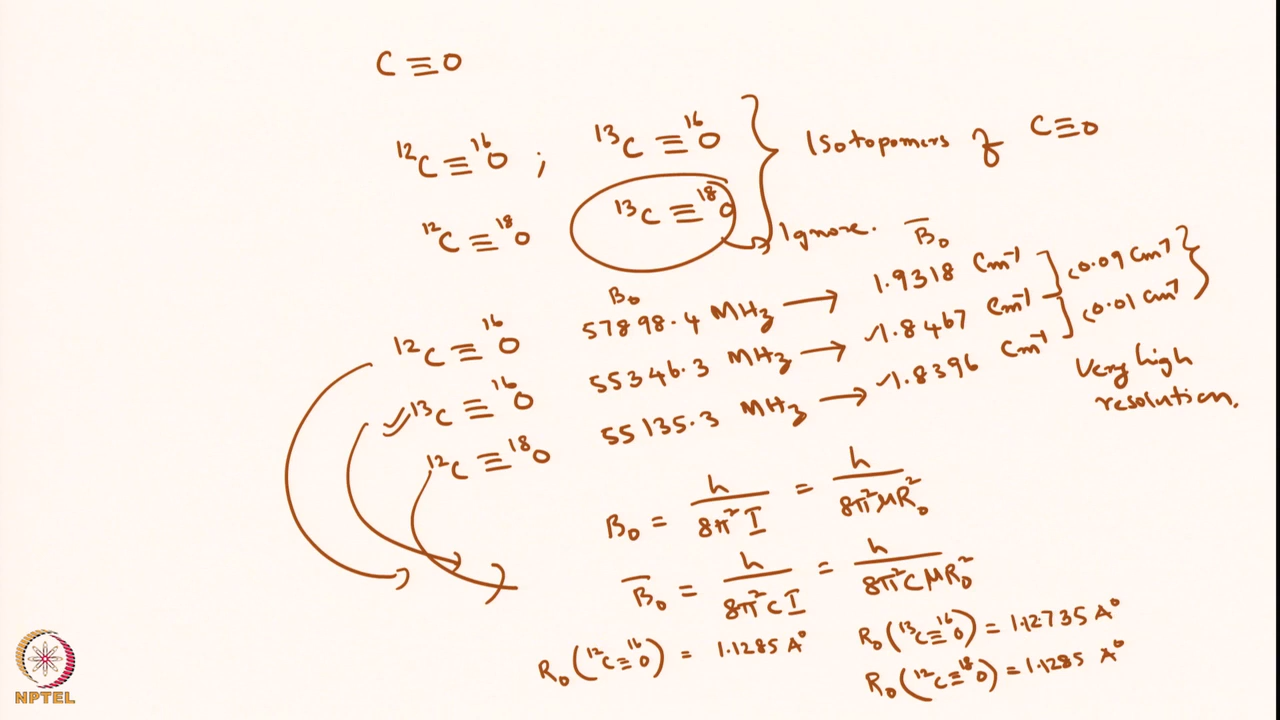 C≡O
¹²C≡¹⁶O ; ¹³C≡¹⁶O
¹²C≡¹⁸O ¹³C≡¹⁸O
Isotopomers of C≡O
Ignore.
B₀ B̅₀
¹²C≡¹⁶O 57898.4 MHz → 1.9318 Cm⁻¹
¹³C≡¹⁶O 55346.3 MHz → 1.8467 Cm⁻¹
¹²C≡¹⁸O 55135.3 MHz → 1.8396 Cm⁻¹
<0.09 Cm⁻¹
<0.01 Cm⁻¹
Very high
resolution.
B₀ = h/8π²I = h/8π²μR₀²
B̅₀ = h/8π²cI = h/8π²CμR₀²
R₀(¹²C≡¹⁶O) = 1.1285 A° R₀(¹³C≡¹⁶O) = 1.12735 A°
R₀(¹²C≡¹⁸O) = 1.1285 A°
NPTEL